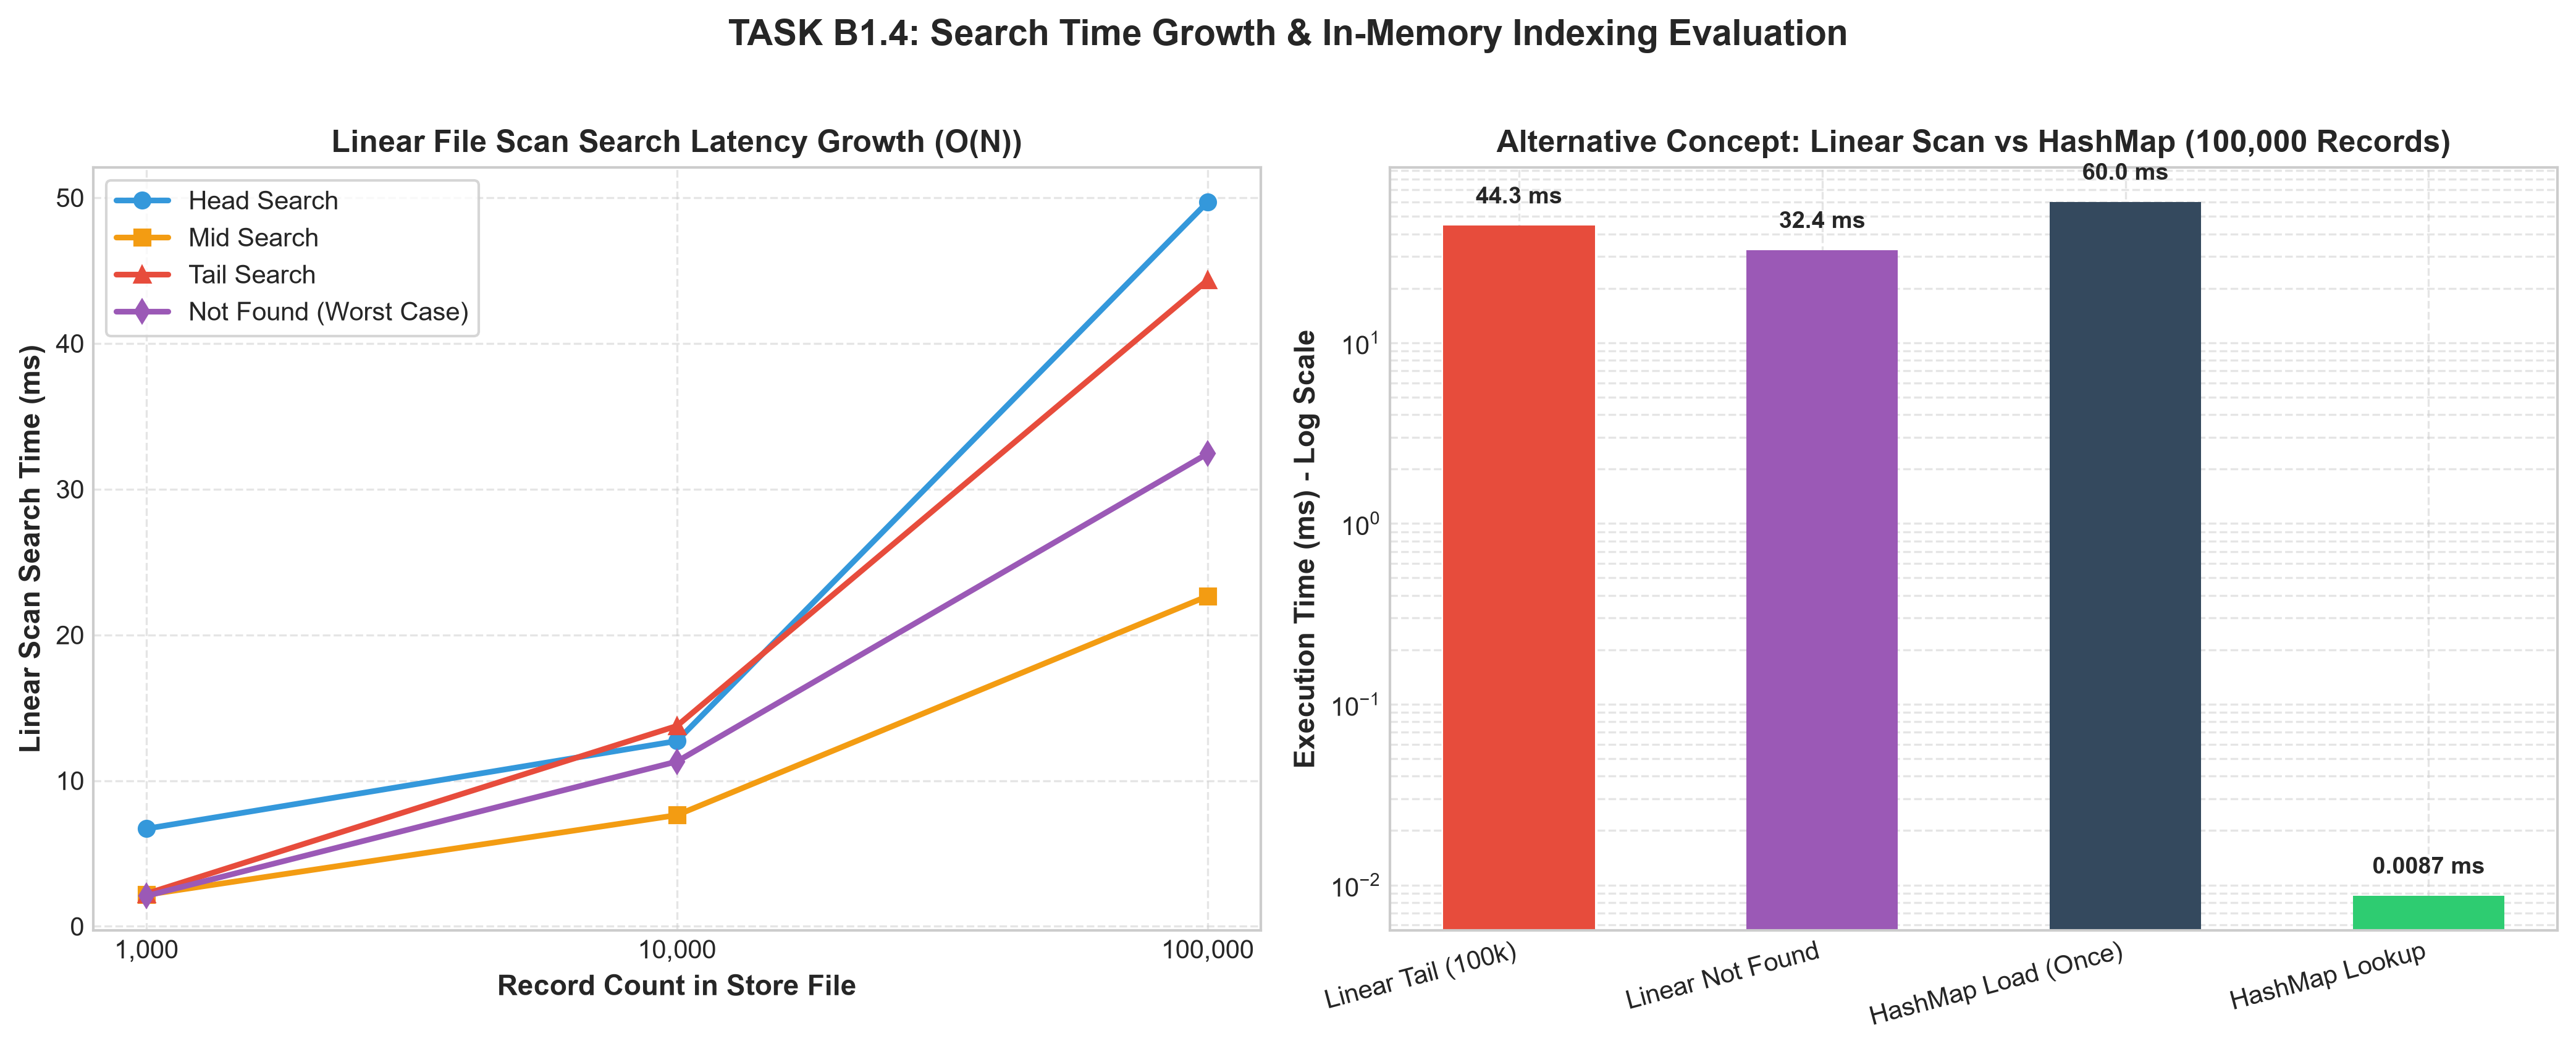 TASK B1.4: Search Time Growth & In-Memory Indexing Evaluation
Linear File Scan Search Latency Growth (O(N))
Head Search
Mid Search
Tail Search
Not Found (Worst Case)
Linear Scan Search Time (ms)
50
40
30
20
10
0
1,000
10,000
100,000
Record Count in Store File
Alternative Concept: Linear Scan vs HashMap (100,000 Records)
Execution Time (ms) - Log Scale
10¹
10⁰
10⁻¹
10⁻²
44.3 ms
32.4 ms
60.0 ms
0.0087 ms
Linear Tail (100k)
Linear Not Found
HashMap Load (Once)
HashMap Lookup